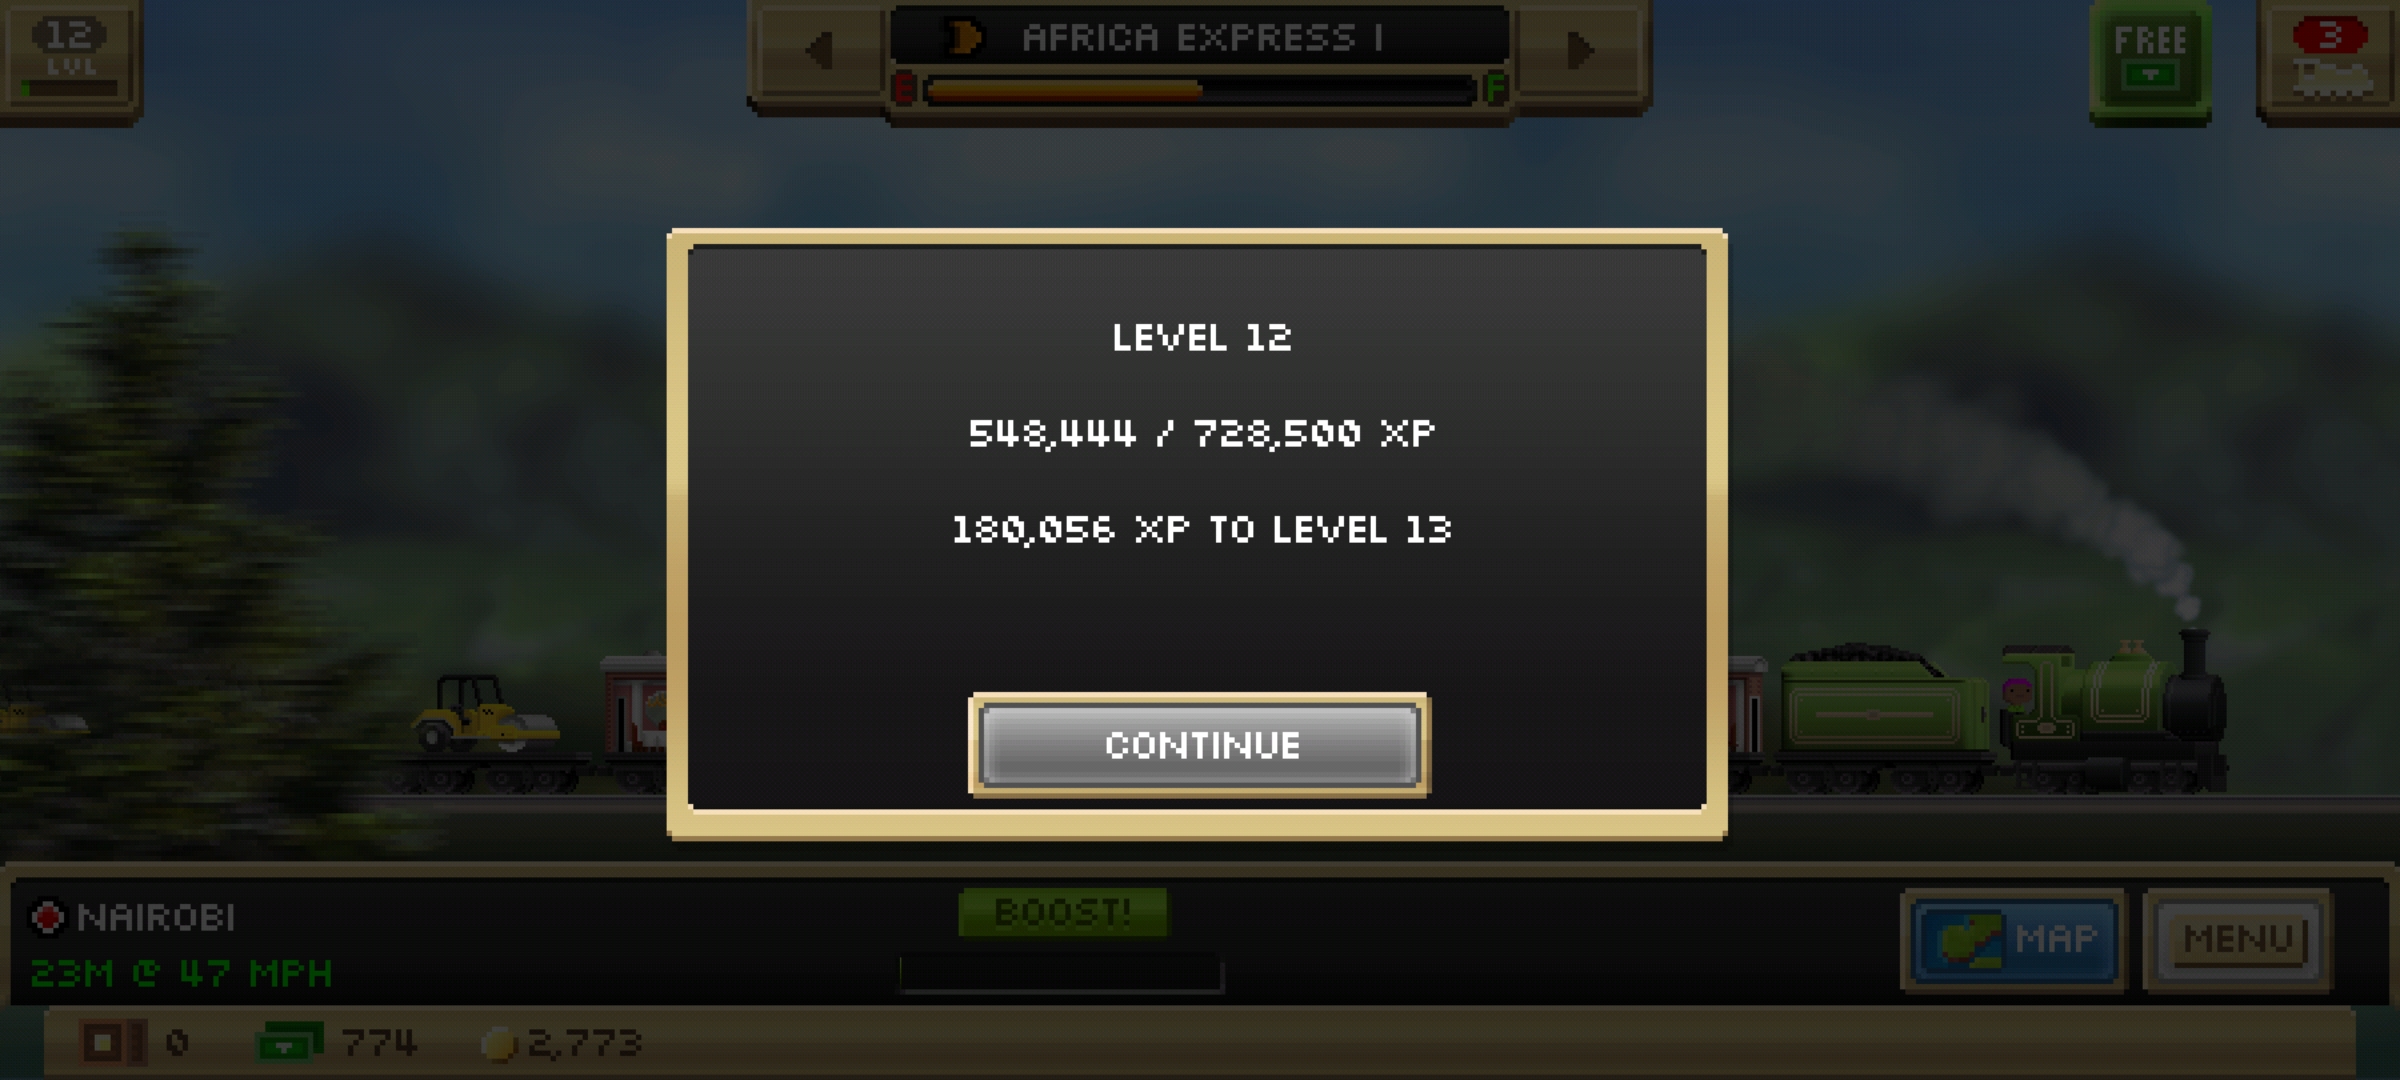 12
LVL
AFRICA EXPRESS I
E
F
FREE
3
LEVEL 12
548,444 / 728,500 XP
180,056 XP TO LEVEL 13
CONTINUE
NAIROBI
23M @ 47 MPH
BOOST!
MAP
MENU
0
774
2,773